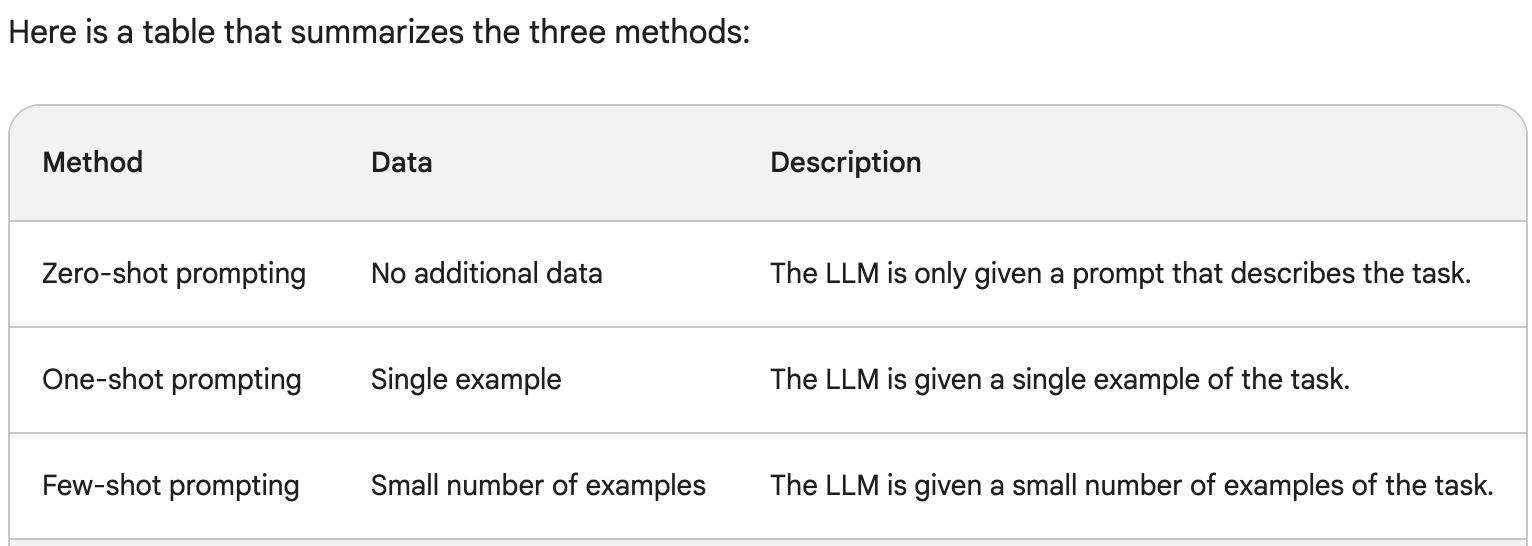 Here is a table that summarizes the three methods:
Method Data Description
Zero-shot prompting No additional data The LLM is only given a prompt that describes the task.
One-shot prompting Single example The LLM is given a single example of the task.
Few-shot prompting Small number of examples The LLM is given a small number of examples of the task.